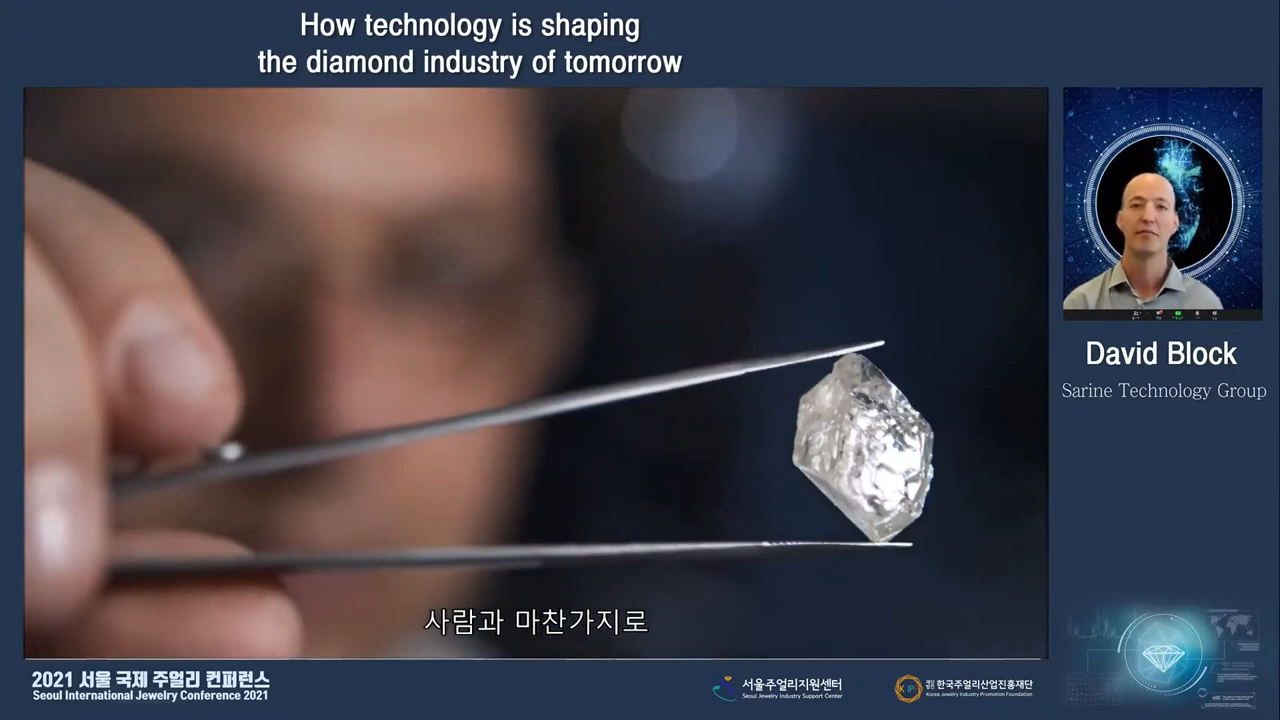 How technology is shaping
the diamond industry of tomorrow
David Block
Sarine Technology Group
사람과 마찬가지로
2021 서울 국제 주얼리 컨퍼런스
Seoul International Jewelry Conference 2021
서울주얼리지원센터
Seoul Jewelry Industry Support Center
한국주얼리산업진흥재단
Korea Jewelry Industry Promotion Foundation